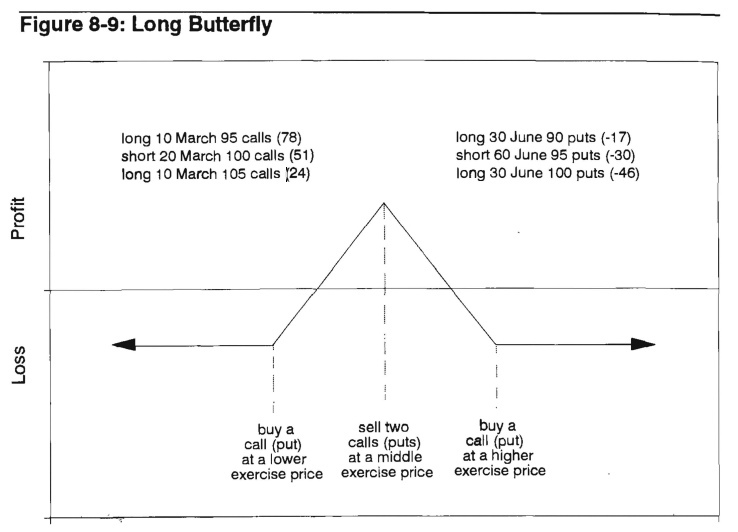 Figure 8-9: Long Butterfly
long 10 March 95 calls (78)
short 20 March 100 calls (51)
long 10 March 105 calls (24)
long 30 June 90 puts (-17)
short 60 June 95 puts (-30)
long 30 June 100 puts (-46)
Profit
Loss
buy a
call (put)
at a lower
exercise price
sell two
calls (puts)
at a middle
exercise price
buy a
call (put)
at a higher
exercise price